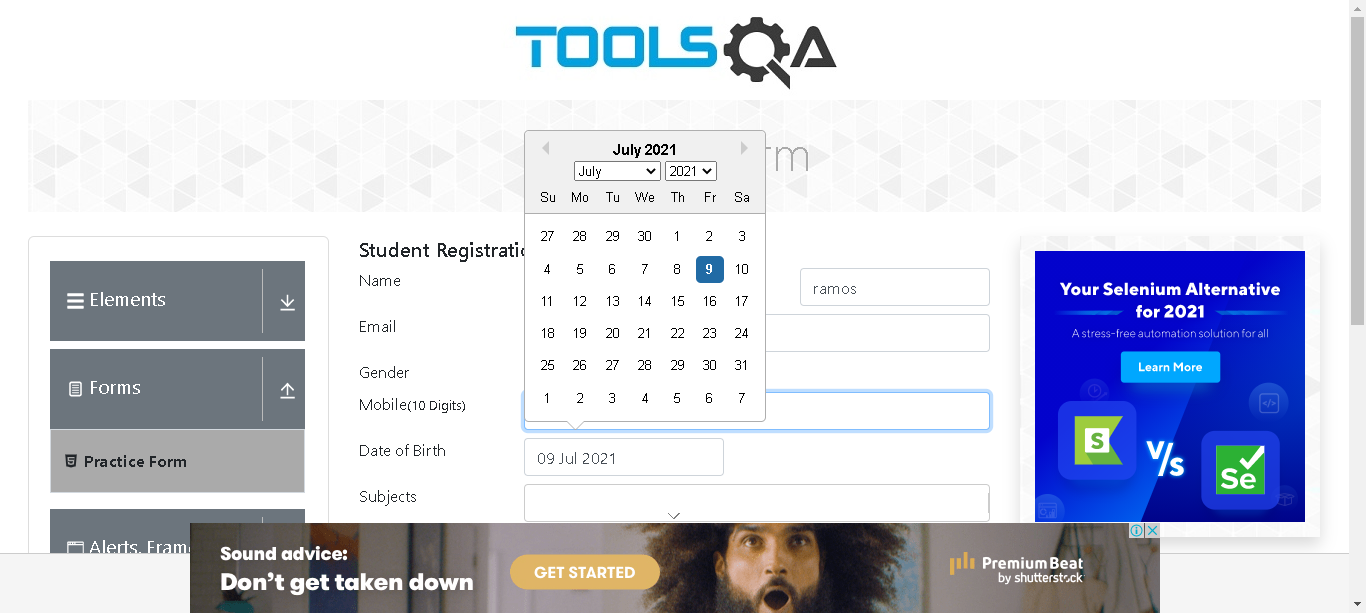 TOOLSQA
July 2021
July 2021
Su Mo Tu We Th Fr Sa
27 28 29 30 1 2 3
4 5 6 7 8 9 10
11 12 13 14 15 16 17
18 19 20 21 22 23 24
25 26 27 28 29 30 31
1 2 3 4 5 6 7
Elements
Forms
Practice Form
Alerts, Fram
Student Registratio
Name
ramos
Email
Gender
Mobile(10 Digits)
Date of Birth
09 Jul 2021
Subjects
Your Selenium Alternative
for 2021
A stress-free automation solution for all
Learn More
S
V/s
Se
Sound advice:
Don't get taken down
GET STARTED
PremiumBeat
by shutterstock